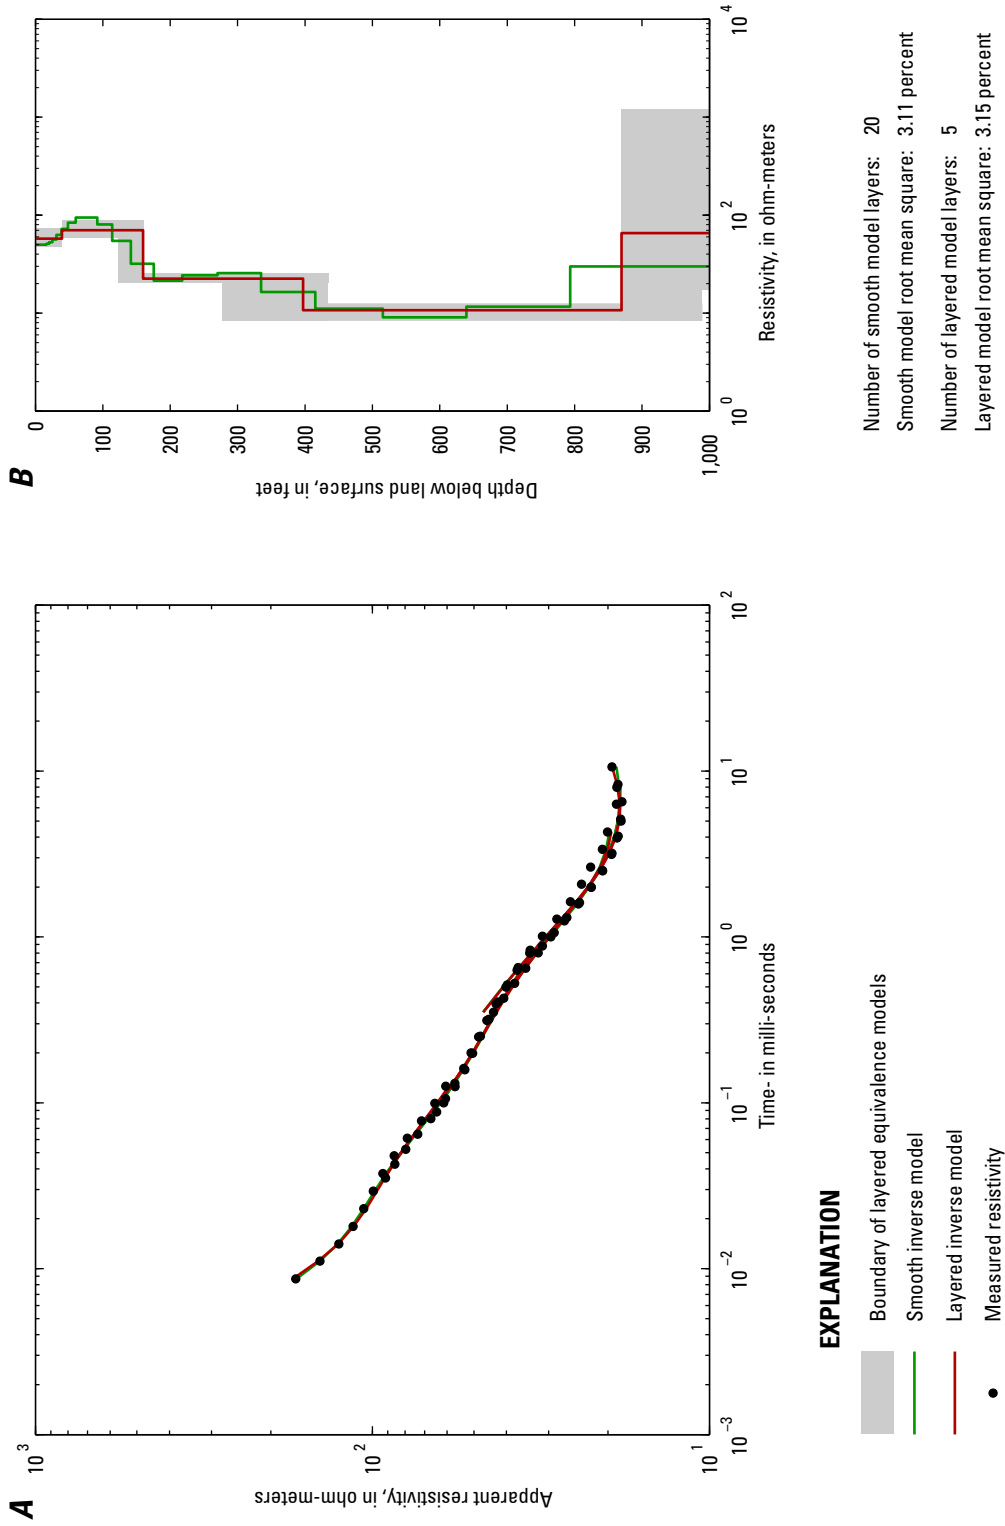 A
Apparent resistivity, in ohm-meters
10 3
10 2
10 1
10 −3
10 −2
10 −1
10 0
10 1
10 2
Time- in milli-seconds
B
Depth below land surface, in feet
0
100
200
300
400
500
600
700
800
900
1,000
10 0
10 2
10 4
Resistivity, in ohm-meters
EXPLANATION
Boundary of layered equivalence models
Smooth inverse model
Layered inverse model
Measured resistivity
Number of smooth model layers: 20
Smooth model root mean square: 3.11 percent
Number of layered model layers: 5
Layered model root mean square: 3.15 percent